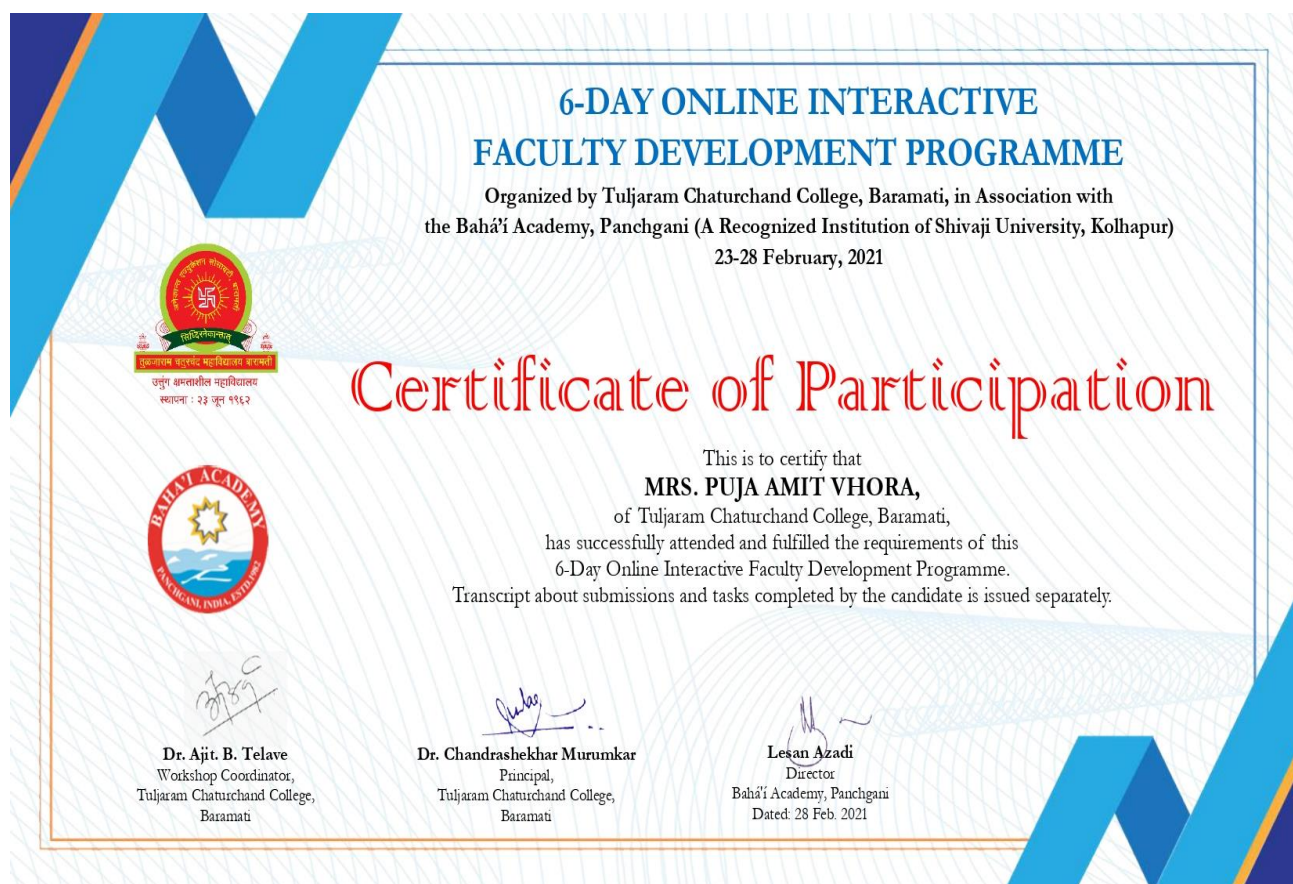 6-DAY ONLINE INTERACTIVE
FACULTY DEVELOPMENT PROGRAMME
Organized by Tuljaram Chaturchand College, Baramati, in Association with
the Bahá’í Academy, Panchgani (A Recognized Institution of Shivaji University, Kolhapur)
23-28 February, 2021
तुळजाराम चतुरचंद महाविद्यालय बारामती
उत्तुंग क्षमताशील महाविद्यालय
स्थापना : २३ जून १९६२
Certificate of Participation
This is to certify that
MRS. PUJA AMIT VHORA,
of Tuljaram Chaturchand College, Baramati,
has successfully attended and fulfilled the requirements of this
6-Day Online Interactive Faculty Development Programme.
Transcript about submissions and tasks completed by the candidate is issued separately.
BAHA'I ACADEMY
PANCHGANI, INDIA. ESTD.1982
Dr. Ajit. B. Telave
Workshop Coordinator,
Tuljaram Chaturchand College,
Baramati
Dr. Chandrashekhar Murumkar
Principal,
Tuljaram Chaturchand College,
Baramati
Lesan Azadi
Director
Bahá'í Academy, Panchgani
Dated: 28 Feb. 2021